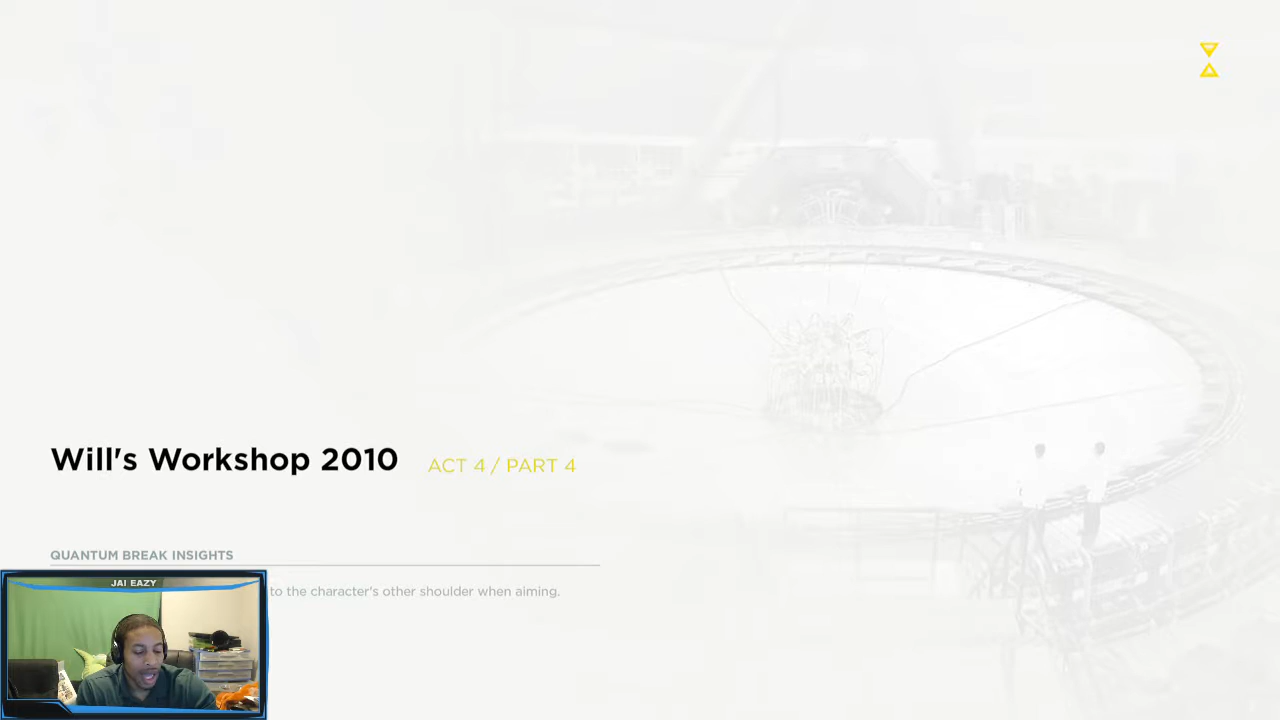 Will's Workshop 2010 ACT 4 / PART 4
QUANTUM BREAK INSIGHTS
to the character's other shoulder when aiming.
JAI EAZY